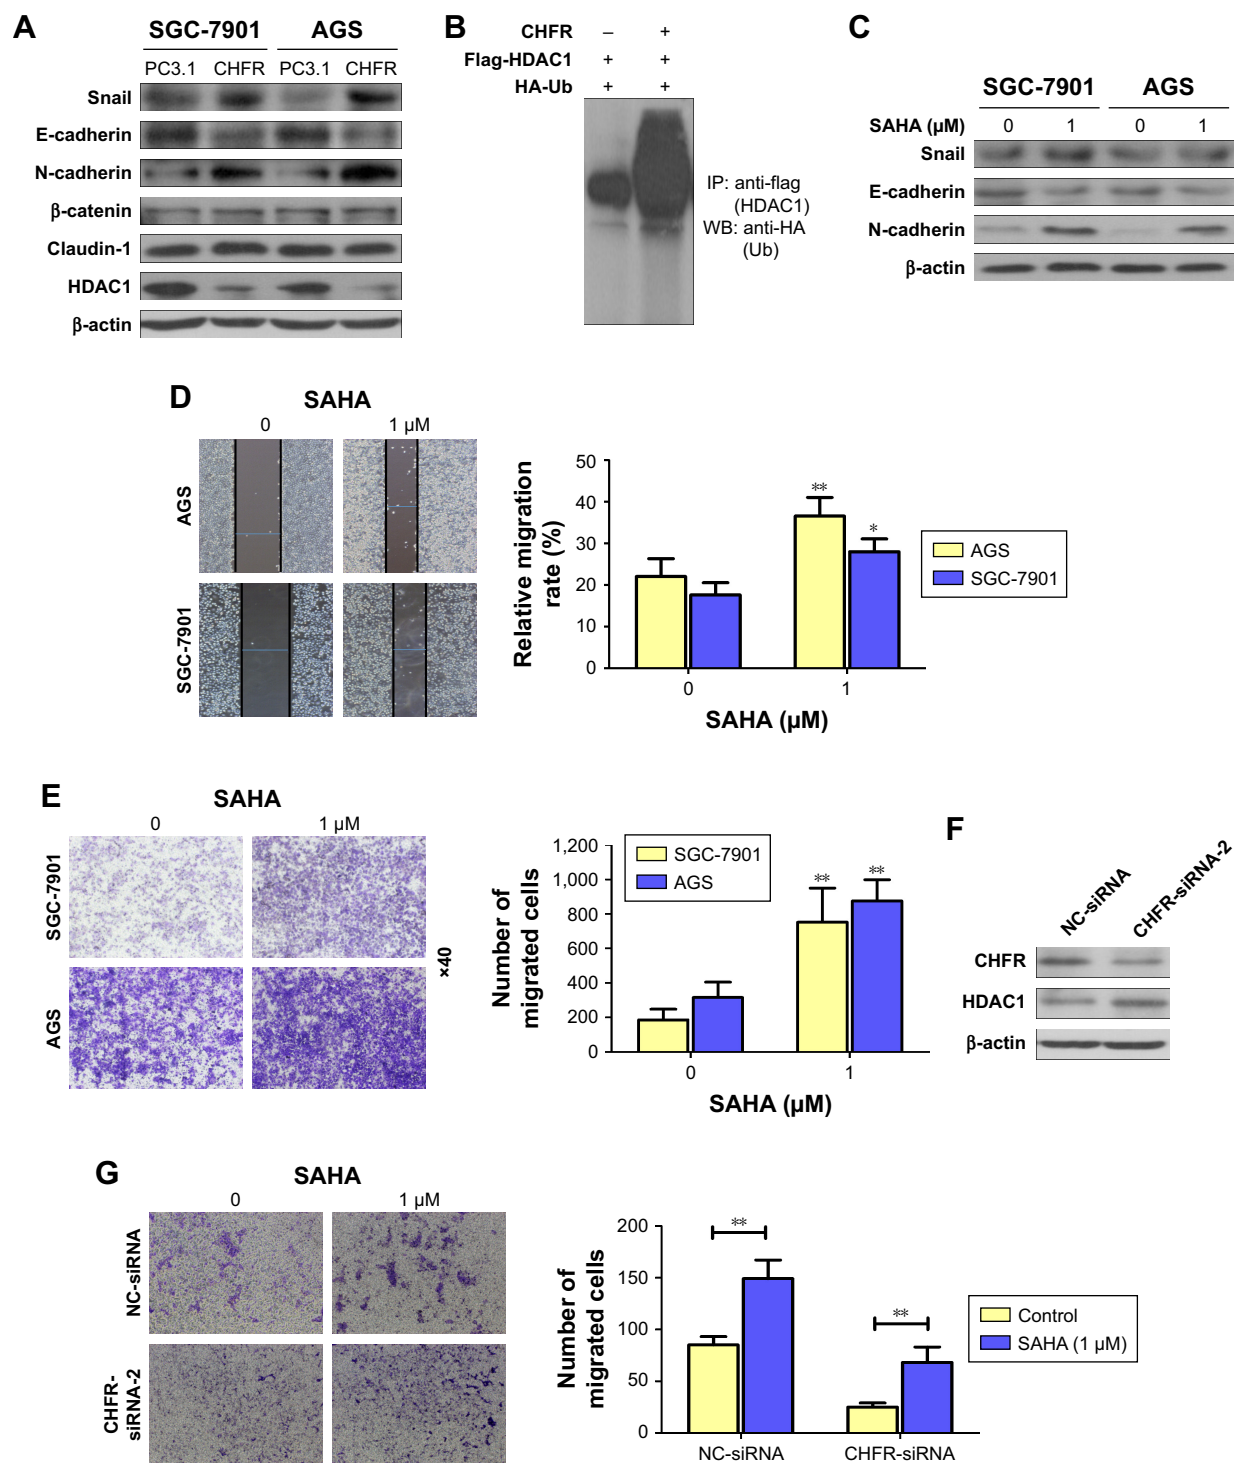 A
SGC-7901 AGS
PC3.1 CHFR PC3.1 CHFR
Snail
E-cadherin
N-cadherin
β-catenin
Claudin-1
HDAC1
β-actin
B
CHFR – +
Flag-HDAC1 + +
HA-Ub + +
IP: anti-flag
(HDAC1)
WB: anti-HA
(Ub)
C
SGC-7901 AGS
SAHA (µM) 0 1 0 1
Snail
E-cadherin
N-cadherin
β-actin
D
SAHA
0 1 µM
AGS
SGC-7901
Relative migration
rate (%)
50
40
30
20
10
0
** *
0 1
SAHA (µM)
AGS
SGC-7901
E
SAHA
0 1 µM
SGC-7901
AGS
×40
Number of
migrated cells
1,200
1,000
800
600
400
200
0
SGC-7901
AGS
** **
0 1
SAHA (µM)
F
NC-siRNA CHFR-siRNA-2
CHFR
HDAC1
β-actin
G
SAHA
0 1 µM
NC-siRNA
CHFR-
siRNA-2
Number of
migrated cells
200
150
100
50
0
**
**
NC-siRNA CHFR-siRNA
Control
SAHA (1 µM)